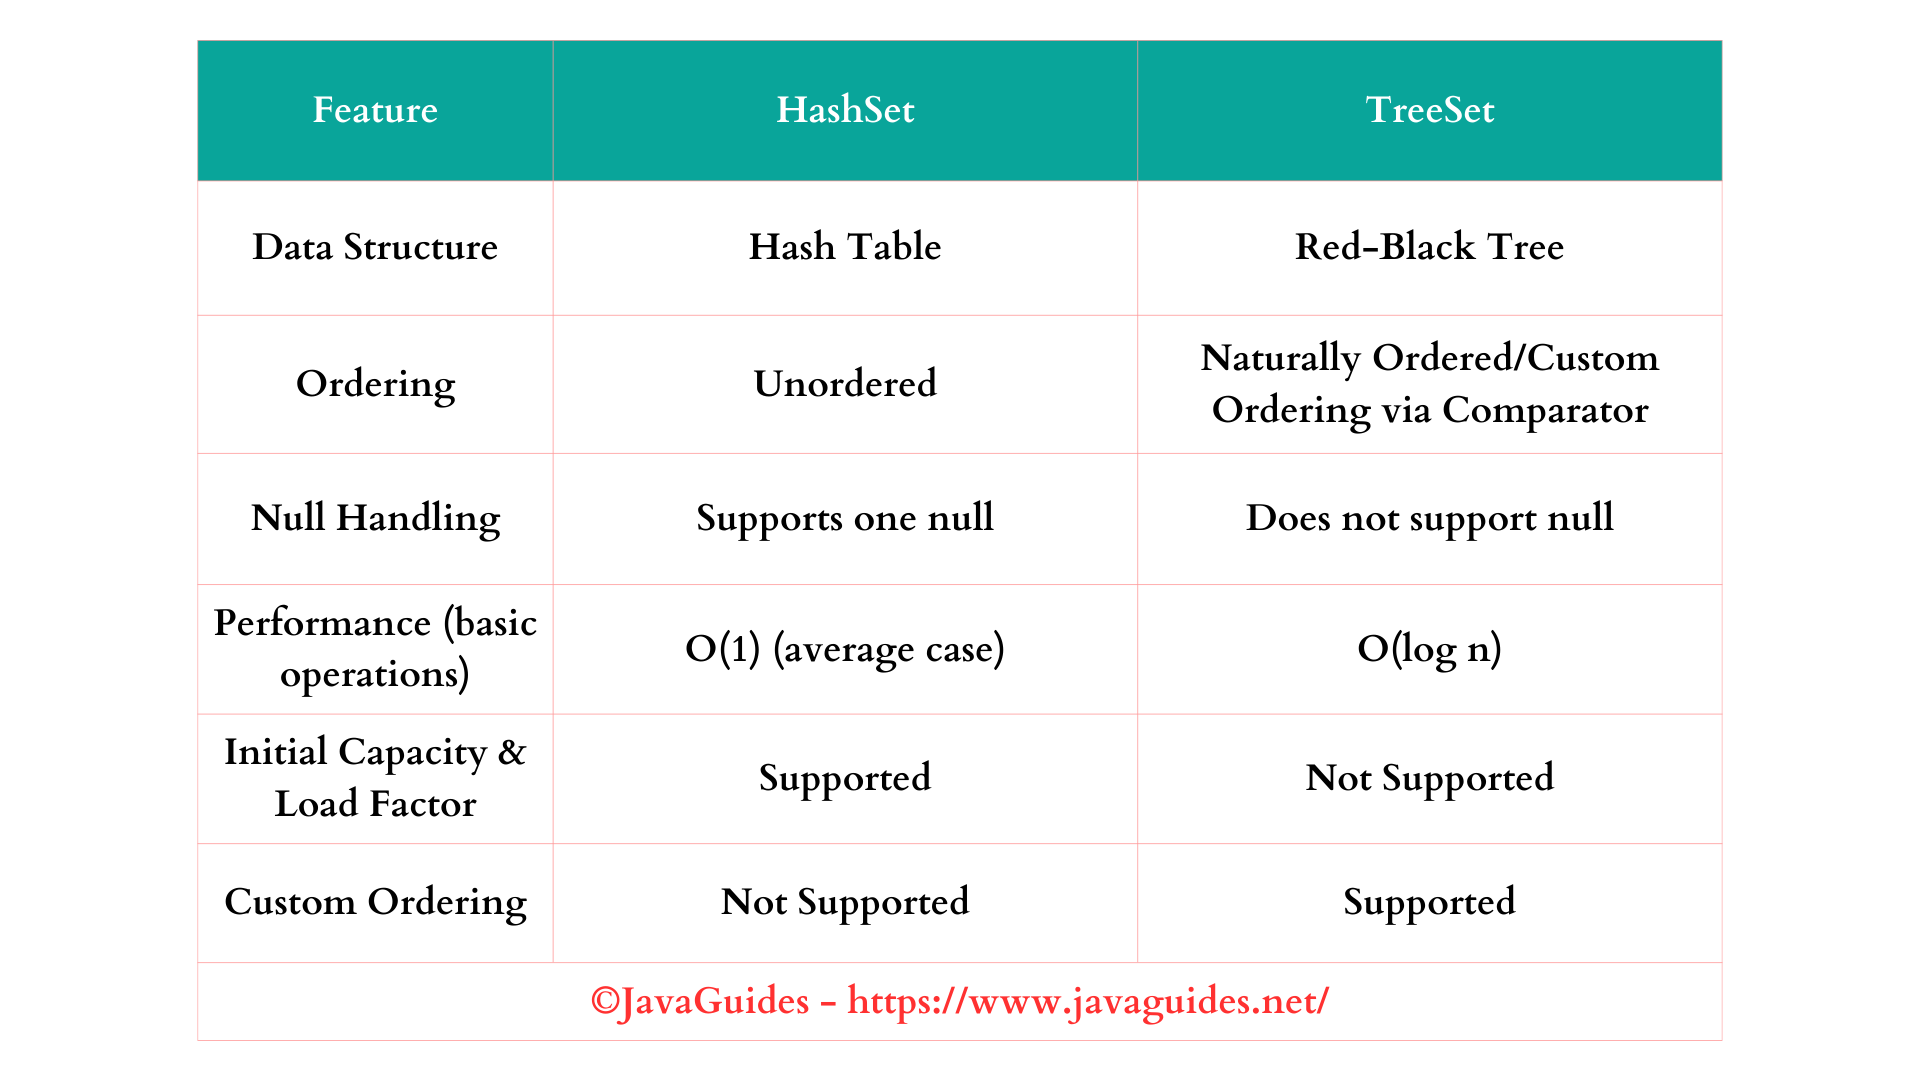 Feature
HashSet
TreeSet
Data Structure
Hash Table
Red-Black Tree
Ordering
Unordered
Naturally Ordered/Custom
Ordering via Comparator
Null Handling
Supports one null
Does not support null
Performance (basic
operations)
O(1) (average case)
O(log n)
Initial Capacity &
Load Factor
Supported
Not Supported
Custom Ordering
Not Supported
Supported
©JavaGuides - https://www.javaguides.net/